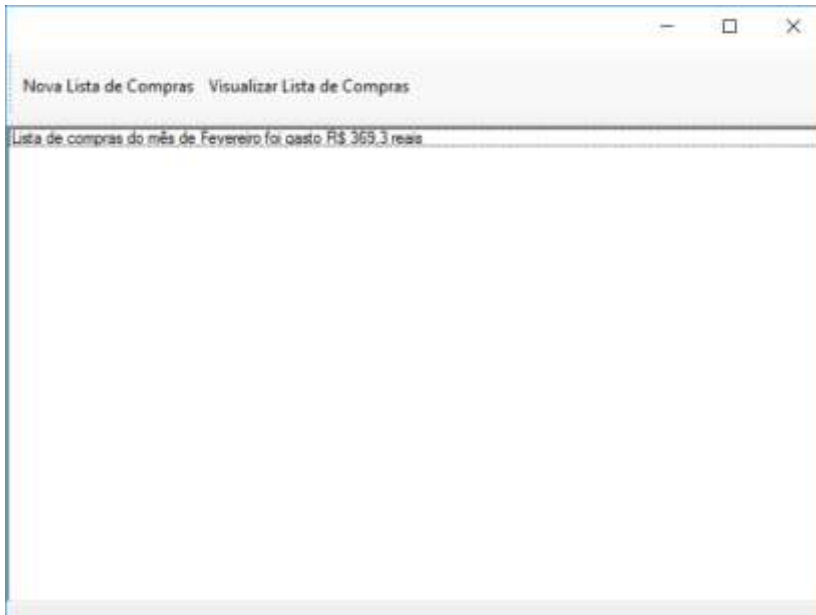 Nova Lista de Compras Visualizar Lista de Compras
Lista de compras do mês de Fevereiro foi gasto R$ 369,3 reais